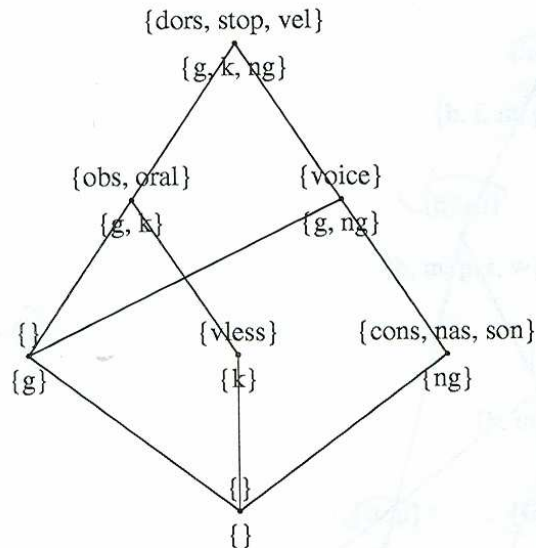 {dors, stop, vel}
{g, k, ng}
{obs, oral}
{voice}
{g, k}
{g, ng}
{}
{vless}
{cons, nas, son}
{g}
{k}
{ng}
{}
{}